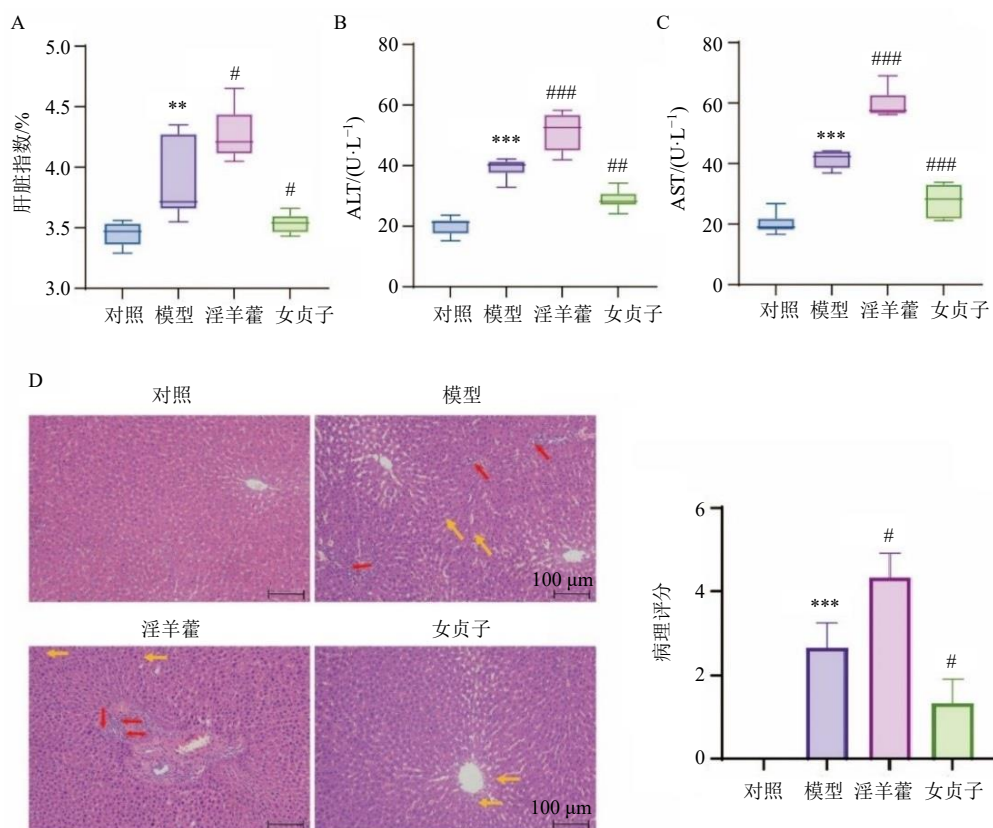 A
肝脏指数/%
5.0
4.5
4.0
3.5
3.0
**
#
#
对照 模型 淫羊藿 女贞子
B
ALT/(U·L⁻¹)
80
60
40
20
0
***
###
##
对照 模型 淫羊藿 女贞子
C
AST/(U·L⁻¹)
80
60
40
20
0
***
###
###
对照 模型 淫羊藿 女贞子
D
对照 模型
100 μm
淫羊藿 女贞子
100 μm
病理评分
6
4
2
0
***
#
#
对照 模型 淫羊藿 女贞子